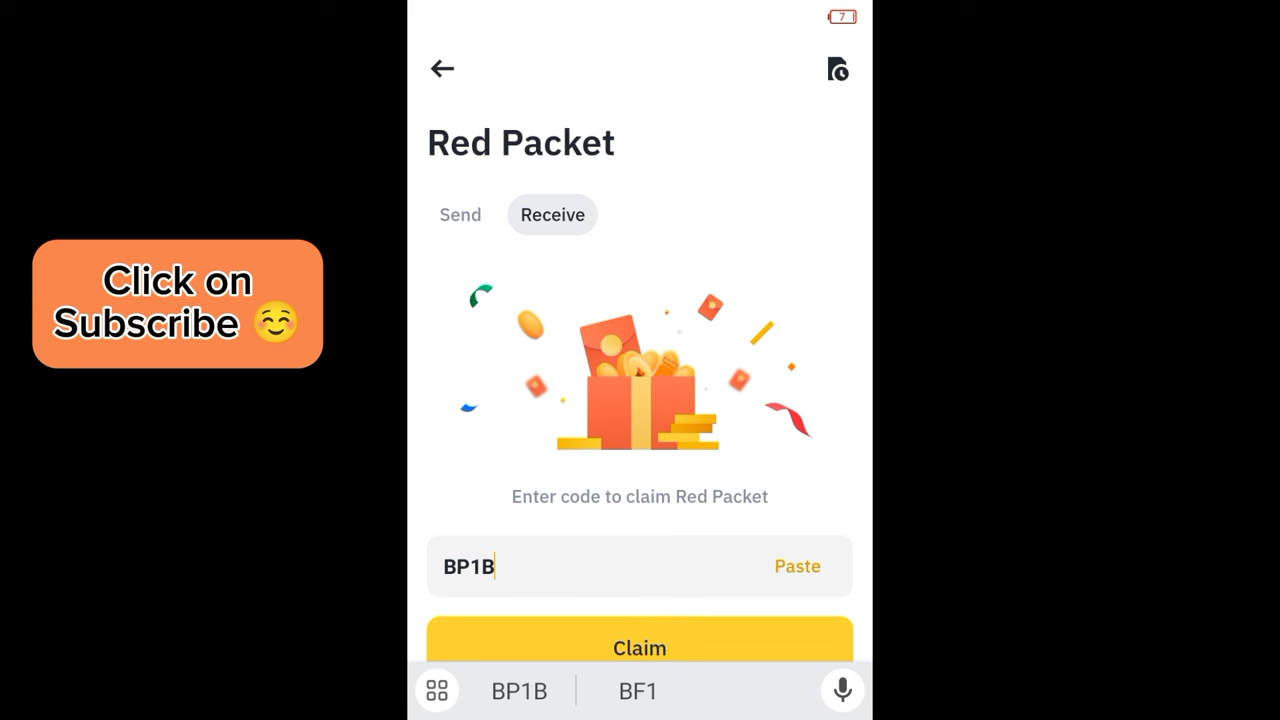 7
Red Packet
Send Receive
Click on
Subscribe ☺️
Enter code to claim Red Packet
BP1B Paste
Claim
BP1B BF1